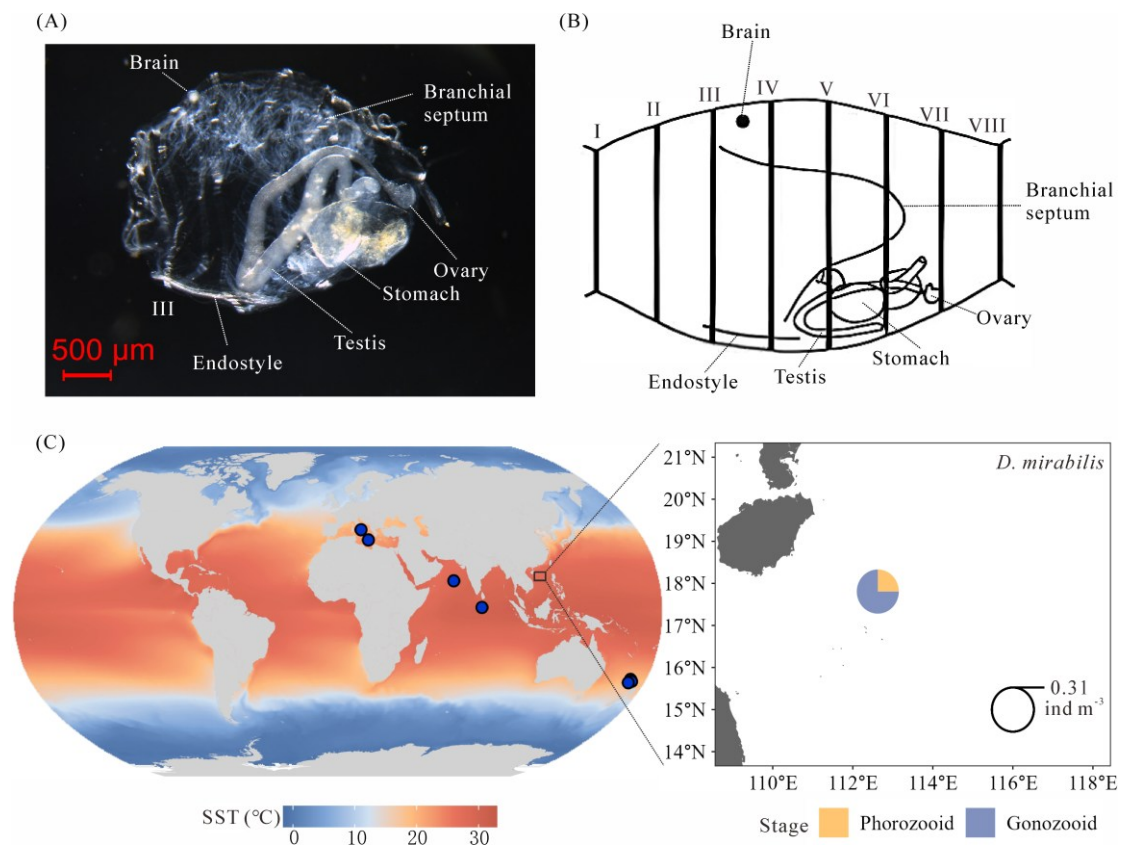 (A)
Brain
Branchial
septum
Ovary
Stomach
III
Testis
Endostyle
500 μm
(B)
Brain
I
II
III
IV
V
VI
VII
VIII
Branchial
septum
Ovary
Stomach
Endostyle
Testis
(C)
SST (℃)
0
10
20
30
D. mirabilis
21°N
20°N
19°N
18°N
17°N
16°N
15°N
14°N
0.31
ind m⁻³
110°E
112°E
114°E
116°E
118°E
Stage
Phorozooid
Gonozooid